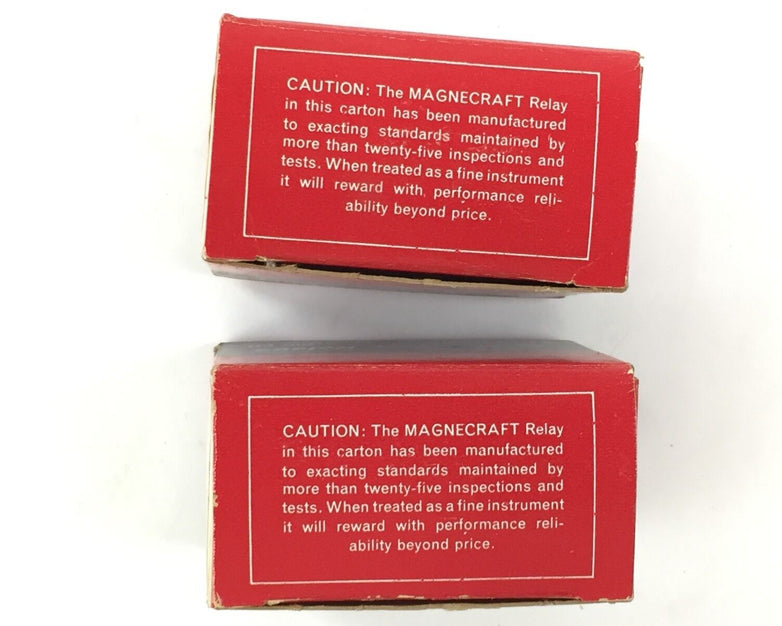 CAUTION: The MAGNECRAFT Relay
in this carton has been manufactured
to exacting standards maintained by
more than twenty-five inspections and
tests. When treated as a fine instrument
it will reward with performance reli-
ability beyond price.
CAUTION: The MAGNECRAFT Relay
in this carton has been manufactured
to exacting standards maintained by
more than twenty-five inspections and
tests. When treated as a fine instrument
it will reward with performance reli-
ability beyond price.